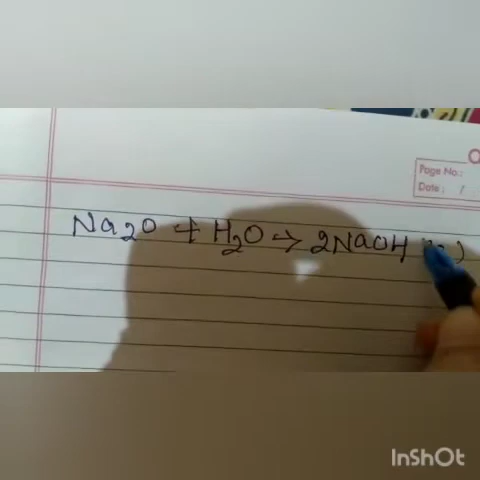 Page No.:
Date: /
Na2O + H2O → 2NaOH
InShOt